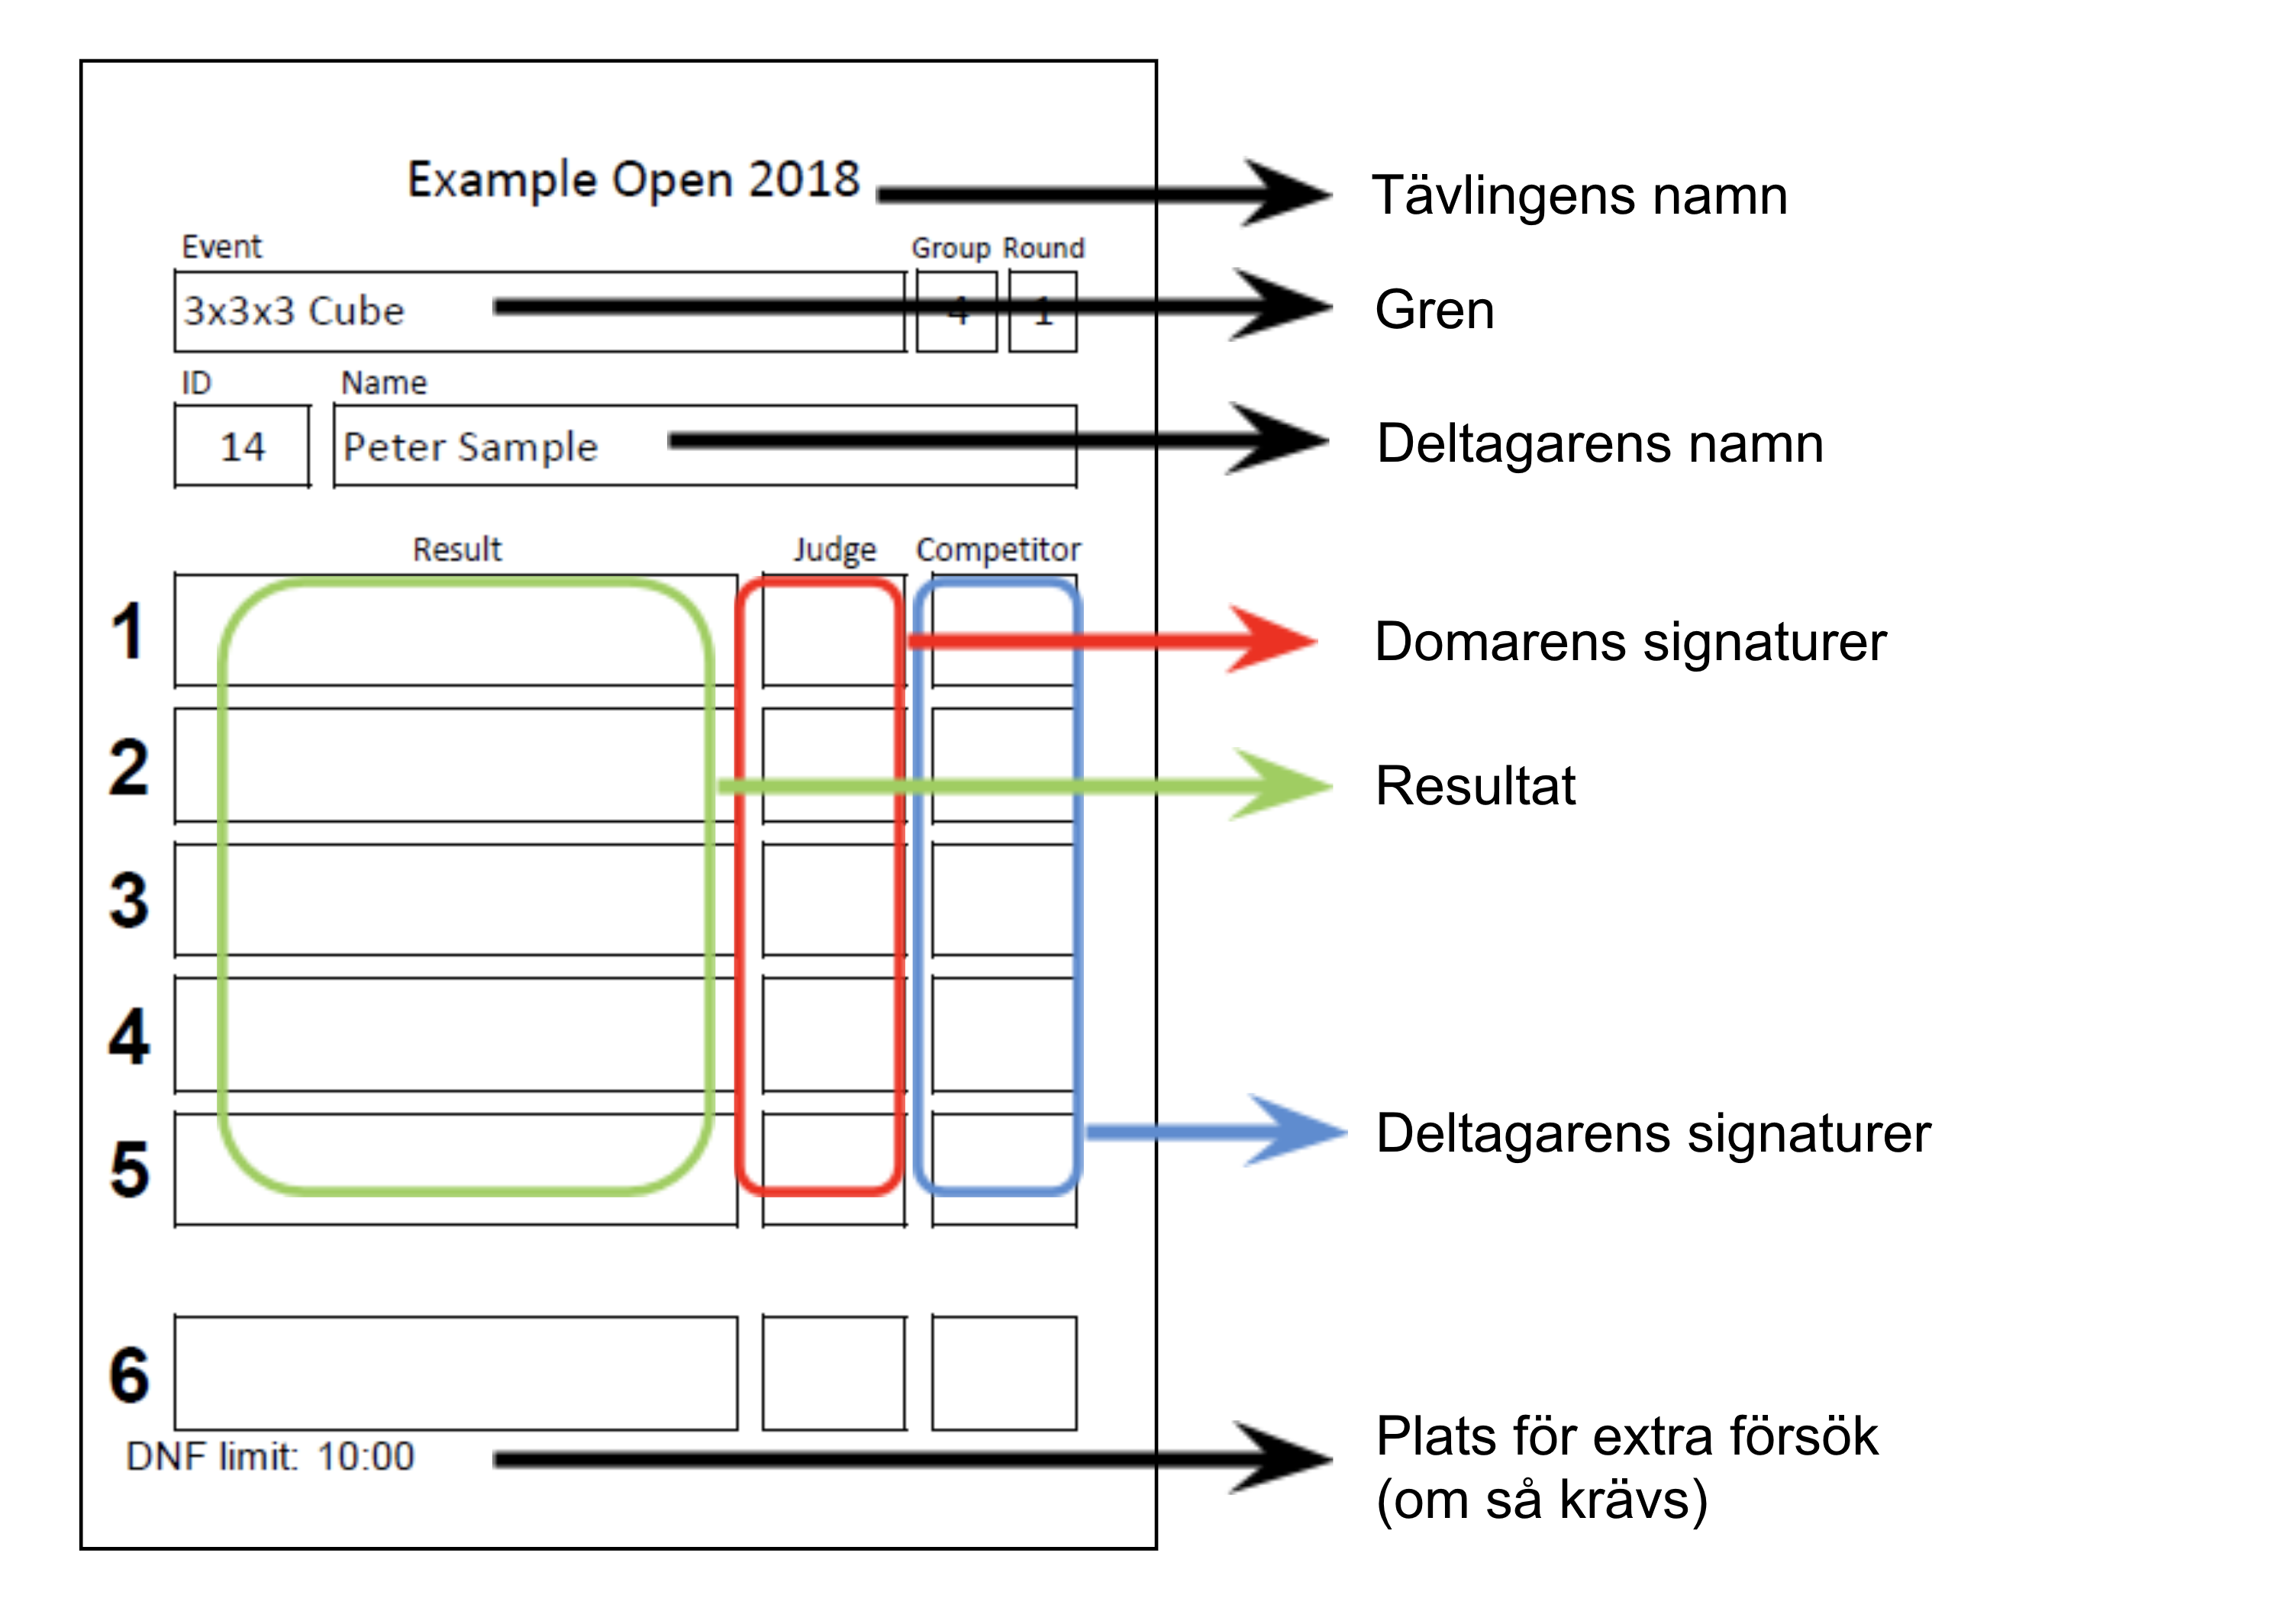 Example Open 2018
Tävlingens namn
Event
Group Round
3x3x3 Cube
4
1
Gren
ID
Name
14
Peter Sample
Deltagarens namn
Result
Judge
Competitor
1
Domarens signaturer
2
Resultat
3
4
5
Deltagarens signaturer
6
DNF limit: 10:00
Plats för extra försök
(om så krävs)